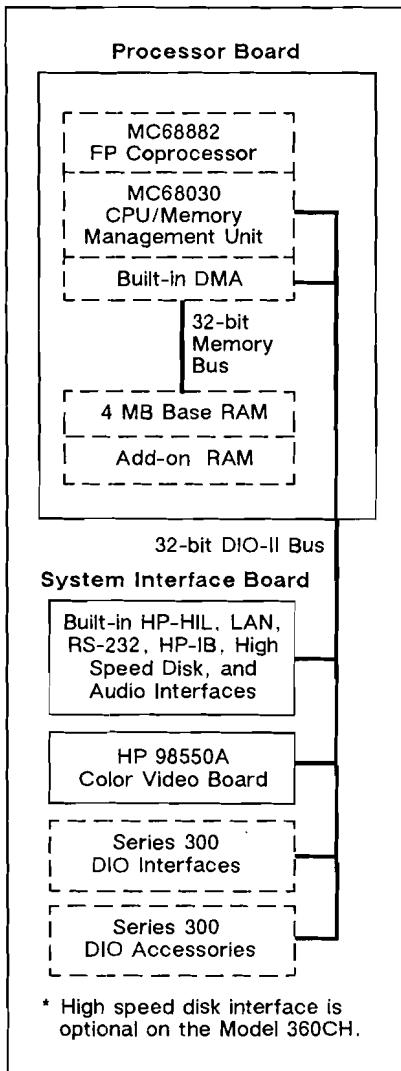 Processor Board
MC68882
FP Coprocessor
MC68030
CPU/Memory
Management Unit
Built-in DMA
32-bit
Memory
Bus
4 MB Base RAM
Add-on RAM
32-bit DIO-II Bus
System Interface Board
Built-in HP-HIL, LAN,
RS-232, HP-IB, High
Speed Disk, and
Audio Interfaces
HP 98550A
Color Video Board
Series 300
DIO Interfaces
Series 300
DIO Accessories
* High speed disk interface is
optional on the Model 360CH.